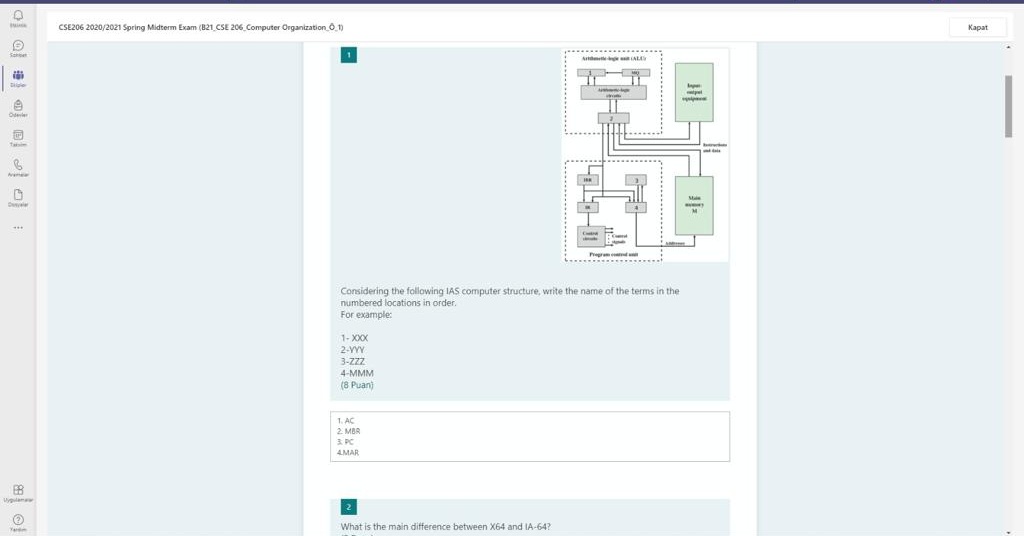 CSE206 2020/2021 Spring Midterm Exam (B21_CSE 206_Computer Organization_Ö_1)
Kapat
Sohbet
Ekipler
Ödevler
Takvim
Aramalar
Dosyalar
Uygulamalar
Yardım
1
Arithmetic-logic unit (ALU)
1
MQ
Arithmetic-logic
circuits
2
Input-
output
equipment
Instructions
and data
IBR
3
IR
4
Main
memory
M
Control
circuits
Control
signals
Addresses
Program control unit
Considering the following IAS computer structure, write the name of the terms in the
numbered locations in order.
For example:
1- XXX
2-YYY
3-ZZZ
4-MMM
(8 Puan)
1. AC
2. MBR
3. PC
4.MAR
2
What is the main difference between X64 and IA-64?